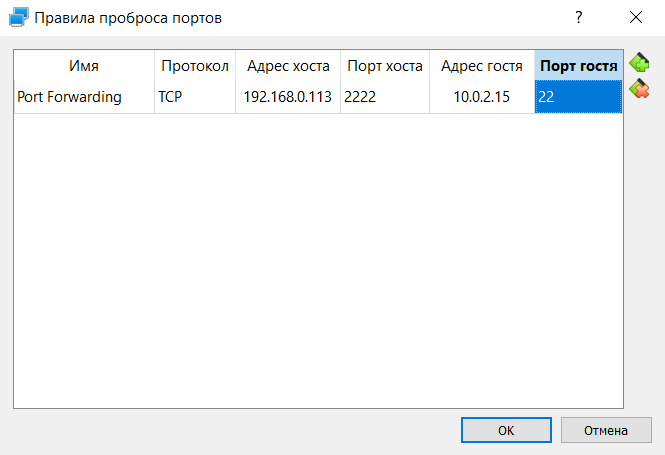 Правила проброса портов ?
Имя Протокол Адрес хоста Порт хоста Адрес гостя Порт гостя
Port Forwarding TCP 192.168.0.113 2222 10.0.2.15 22
OK Отмена